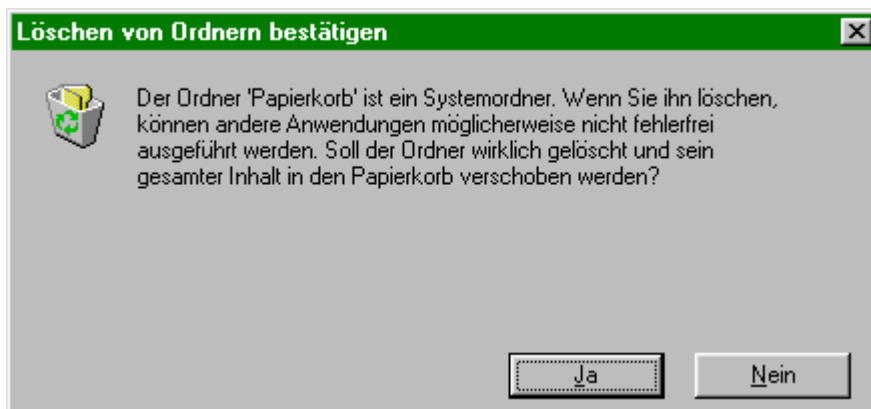 Löschen von Ordnern bestätigen
Der Ordner 'Papierkorb' ist ein Systemordner. Wenn Sie ihn löschen,
können andere Anwendungen möglicherweise nicht fehlerfrei
ausgeführt werden. Soll der Ordner wirklich gelöscht und sein
gesamter Inhalt in den Papierkorb verschoben werden?
Ja
Nein